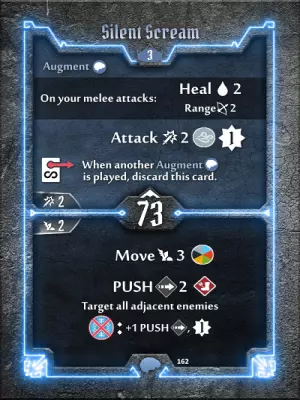 Silent Scream
3
Augment
On your melee attacks: Heal 2
Range 2
Attack 2 1
When another Augment
is played, discard this card.
2
73
2
Move 3
PUSH 2
Target all adjacent enemies
: +1 PUSH , 1
162